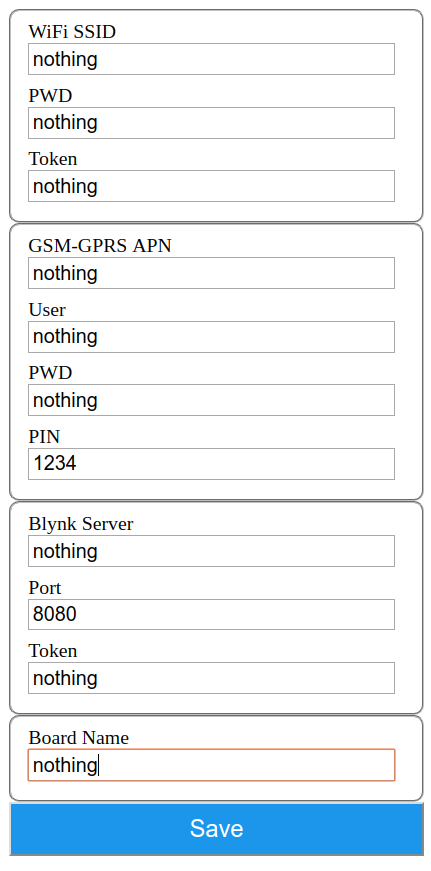 WiFi SSID
nothing
PWD
nothing
Token
nothing
GSM-GPRS APN
nothing
User
nothing
PWD
nothing
PIN
1234
Blynk Server
nothing
Port
8080
Token
nothing
Board Name
nothing
Save